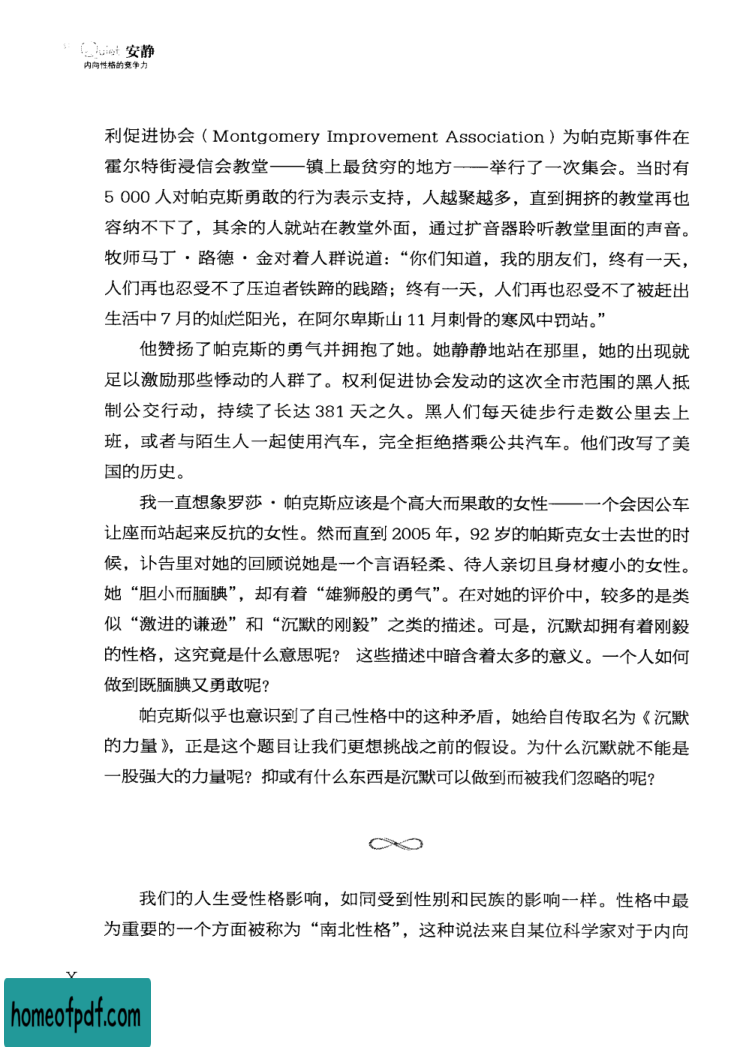 Quiet 安静
内向性格的竞争力
利促进协会（Montgomery Improvement Association）为帕克斯事件在
霍尔特街浸信会教堂——镇上最贫穷的地方——举行了一次集会。当时有
5 000 人对帕克斯勇敢的行为表示支持，人越聚越多，直到拥挤的教堂再也
容纳不下了，其余的人就站在教堂外面，通过扩音器聆听教堂里面的声音。
牧师马丁·路德·金对着人群说道：“你们知道，我的朋友们，终有一天，
人们再也忍受不了压迫者铁蹄的践踏；终有一天，人们再也忍受不了被赶出
生活中 7 月的灿烂阳光，在阿尔卑斯山 11 月刺骨的寒风中罚站。”
他赞扬了帕克斯的勇气并拥抱了她。她静静地站在那里，她的出现就
足以激励那些悸动的人群了。权利促进协会发动的这次全市范围的黑人抵
制公交行动，持续了长达 381 天之久。黑人们每天徒步行走数公里去上
班，或者与陌生人一起使用汽车，完全拒绝搭乘公共汽车。他们改写了美
国的历史。
我一直想象罗莎·帕克斯应该是个高大而果敢的女性——一个会因公车
让座而站起来反抗的女性。然而直到 2005 年，92 岁的帕斯克女士去世的时
候，讣告里对她的回顾说她是一个言语轻柔、待人亲切且身材瘦小的女性。
她“胆小而腼腆”，却有着“雄狮般的勇气”。在对她的评价中，较多的是类
似“激进的谦逊”和“沉默的刚毅”之类的描述。可是，沉默却拥有着刚毅
的性格，这究竟是什么意思呢？ 这些描述中暗含着太多的意义。一个人如何
做到既腼腆又勇敢呢？
帕克斯似乎也意识到了自己性格中的这种矛盾，她给自传取名为《沉默
的力量》，正是这个题目让我们更想挑战之前的假设。为什么沉默就不能是
一股强大的力量呢？抑或有什么东西是沉默可以做到而被我们忽略的呢？
我们的人生受性格影响，如同受到性别和民族的影响一样。性格中最
为重要的一个方面被称为“南北性格”，这种说法来自某位科学家对于内向
homeofpdf.com